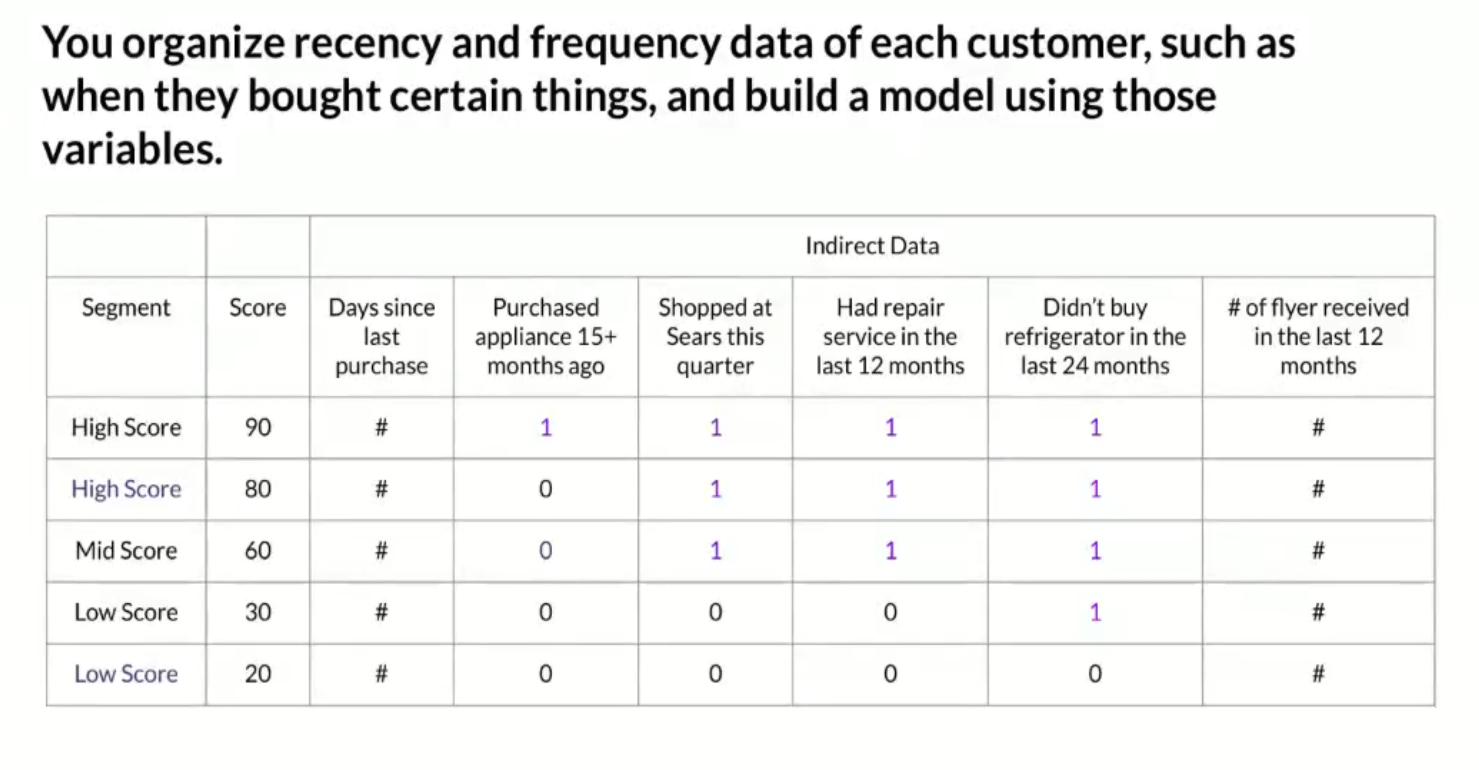 You organize recency and frequency data of each customer, such as
when they bought certain things, and build a model using those
variables.
Indirect Data
Segment Score Days since last purchase Purchased appliance 15+ months ago Shopped at Sears this quarter Had repair service in the last 12 months Didn't buy refrigerator in the last 24 months # of flyer received in the last 12 months
High Score 90 # 1 1 1 1 #
High Score 80 # 0 1 1 1 #
Mid Score 60 # 0 1 1 1 #
Low Score 30 # 0 0 0 1 #
Low Score 20 # 0 0 0 0 #